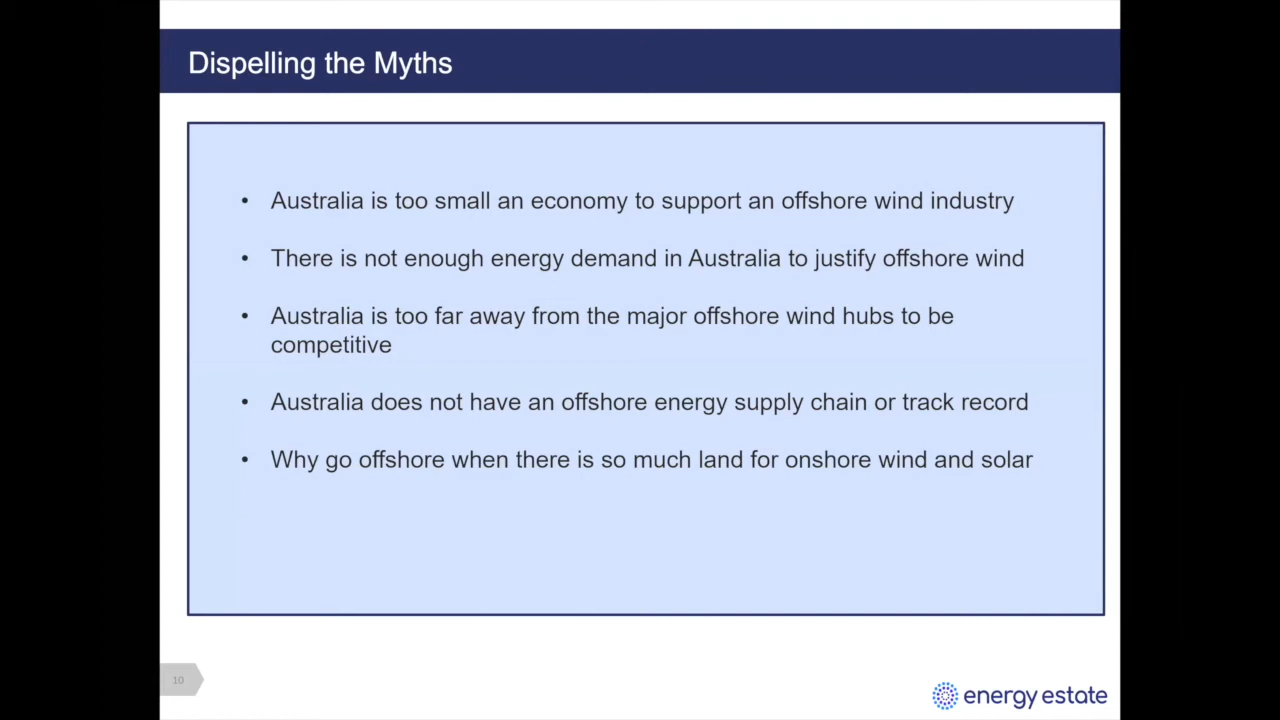 Dispelling the Myths
• Australia is too small an economy to support an offshore wind industry
• There is not enough energy demand in Australia to justify offshore wind
• Australia is too far away from the major offshore wind hubs to be
competitive
• Australia does not have an offshore energy supply chain or track record
• Why go offshore when there is so much land for onshore wind and solar
10
energy estate